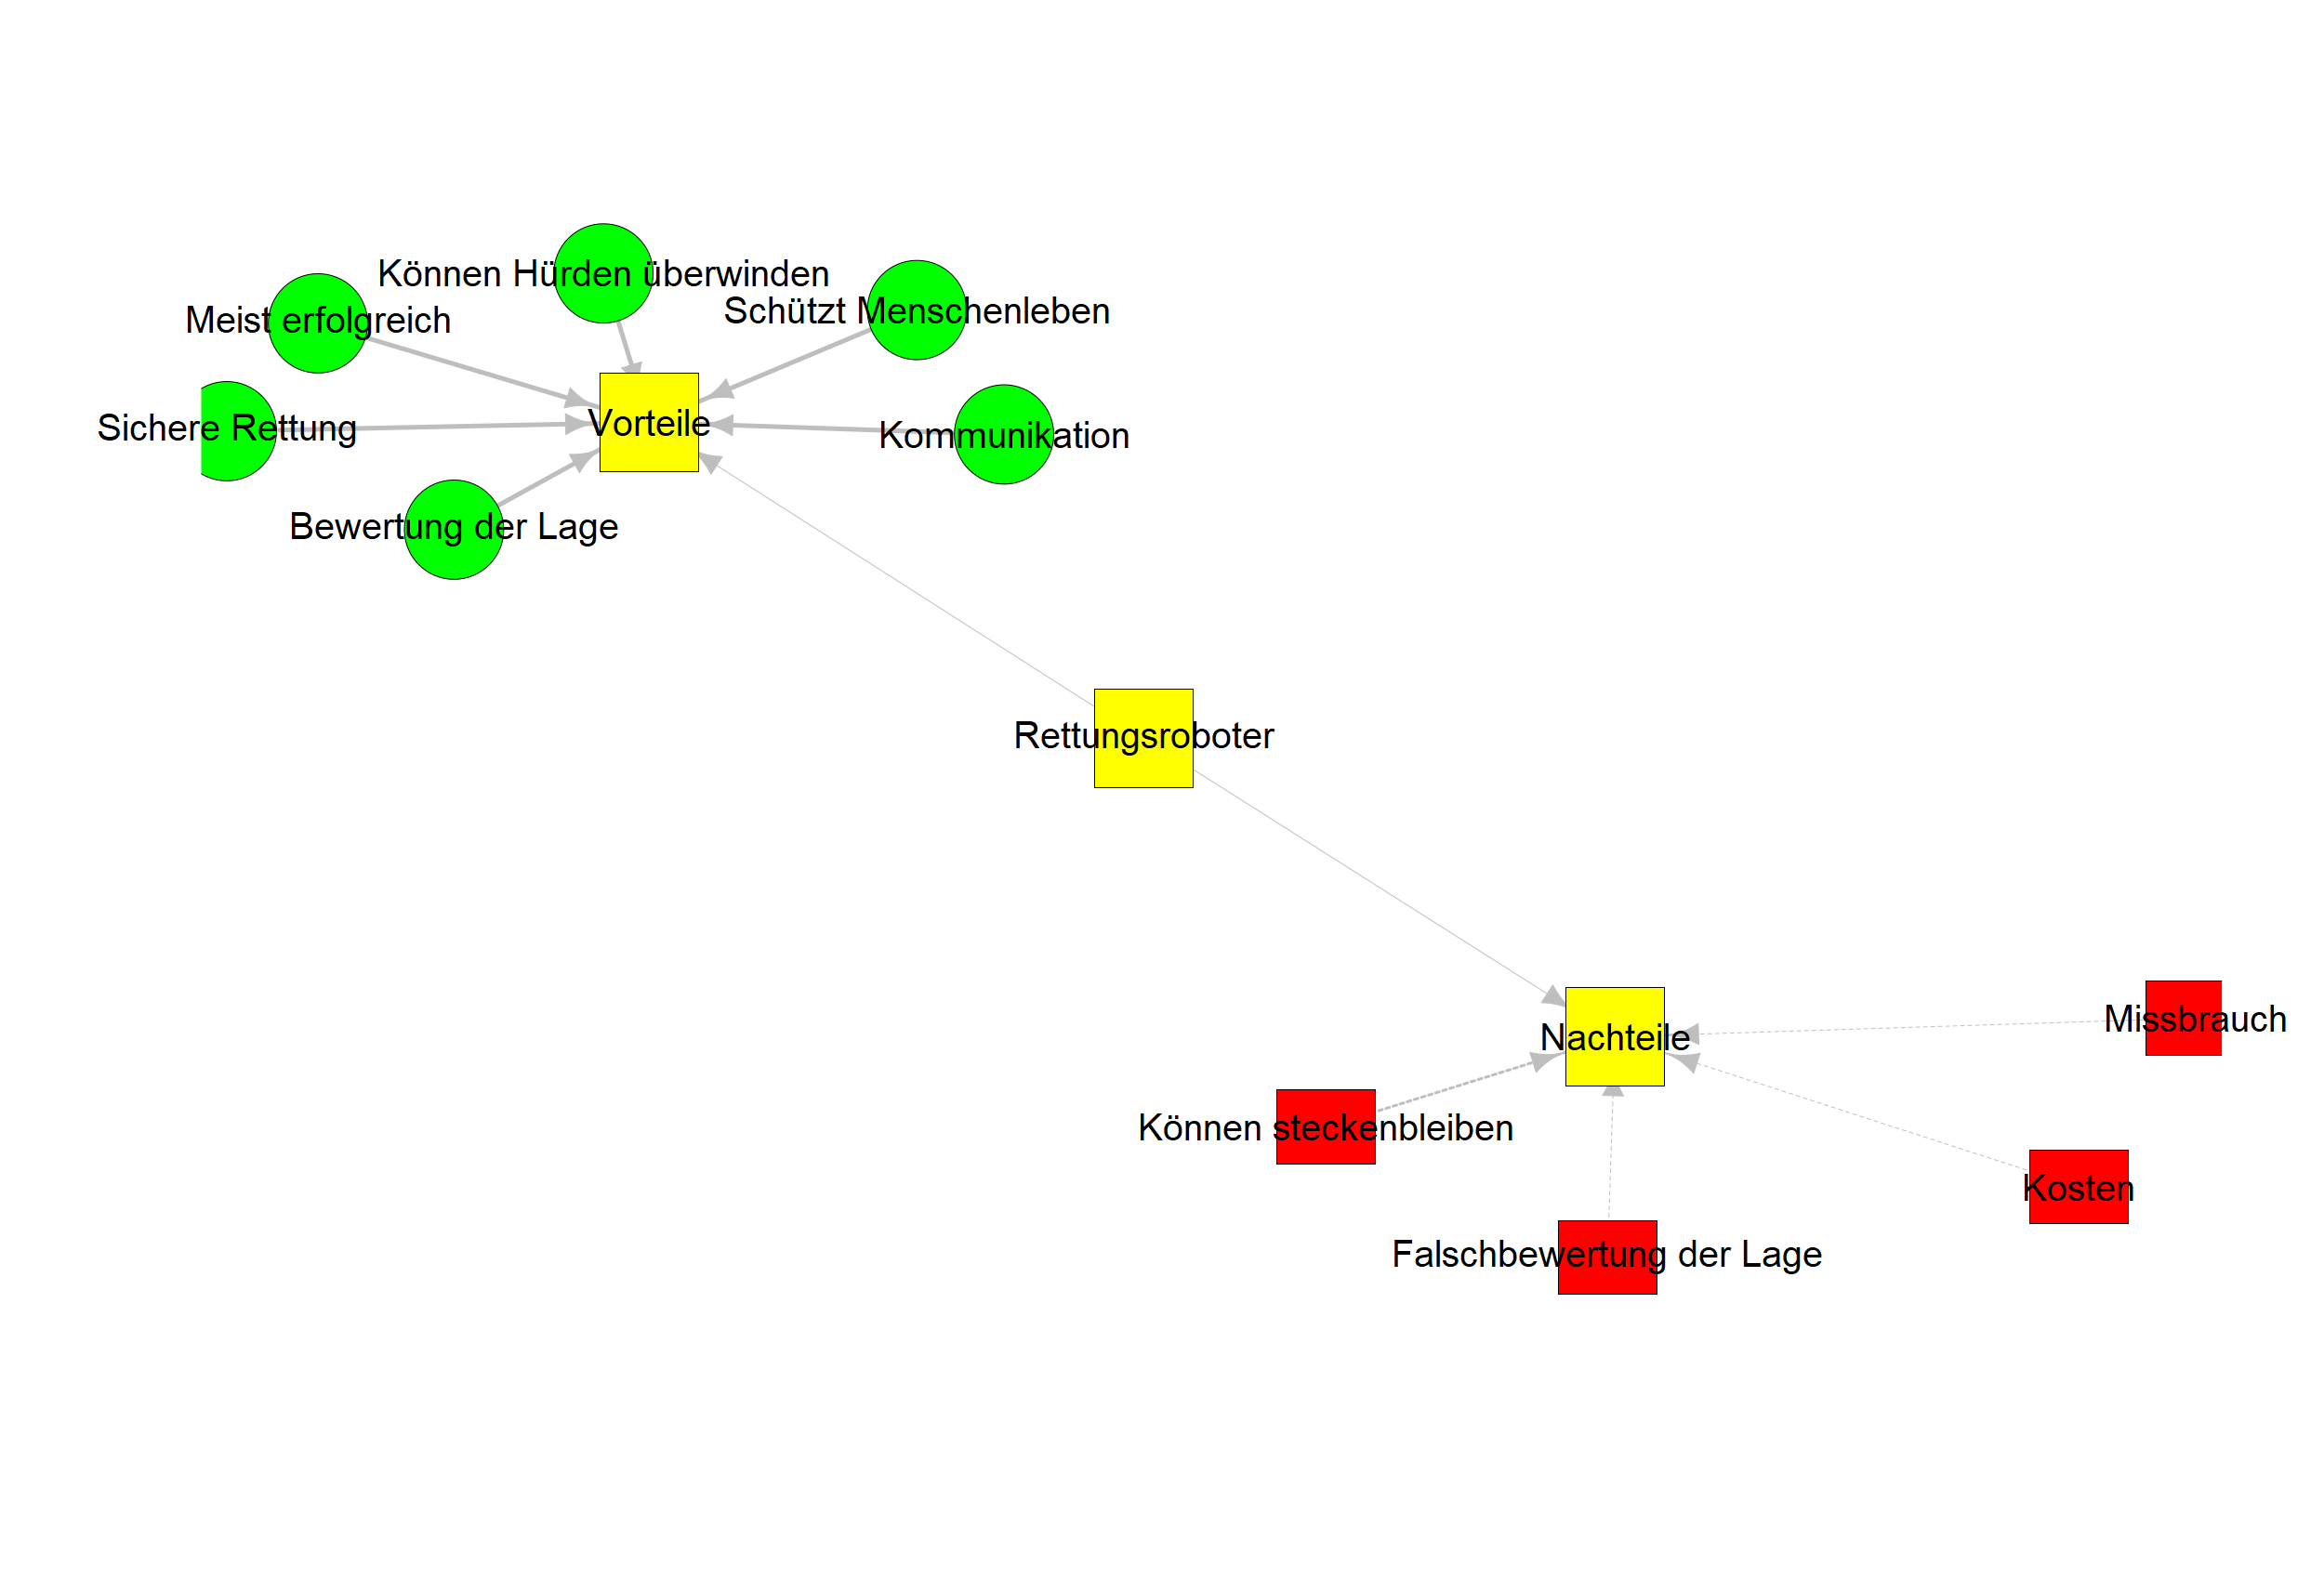 Können Hürden überwinden
Schützt Menschenleben
Meist erfolgreich
Sichere Rettung
Vorteile
Kommunikation
Bewertung der Lage
Rettungsroboter
Missbrauch
Nachteile
Können steckenbleiben
Kosten
Falschbewertung der Lage